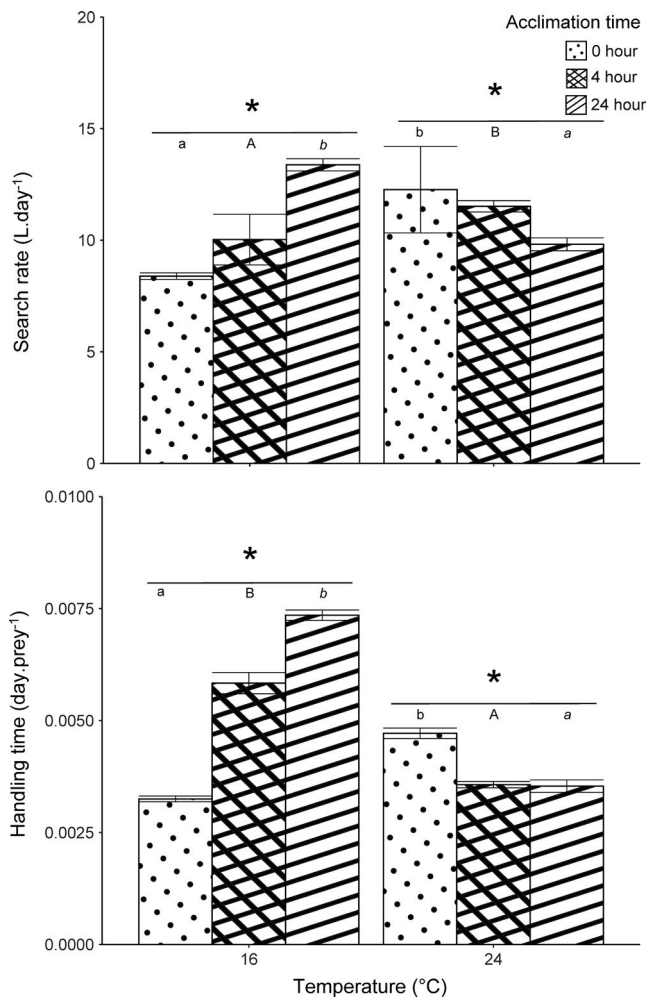 Acclimation time
0 hour
4 hour
24 hour
20
15
10
5
0
Search rate (L.day⁻¹)
*
a A b
*
b B a
0.0100
0.0075
0.0050
0.0025
0.0000
Handling time (day.prey⁻¹)
*
a B b
*
b A a
16 24
Temperature (°C)